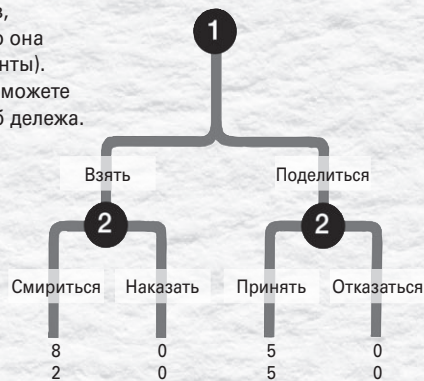 о она
нты).
можете
б дележа.
1
Взять
Поделиться
2
2
Смириться
Наказать
Принять
Отказаться
8
0
5
0
2
0
5
0